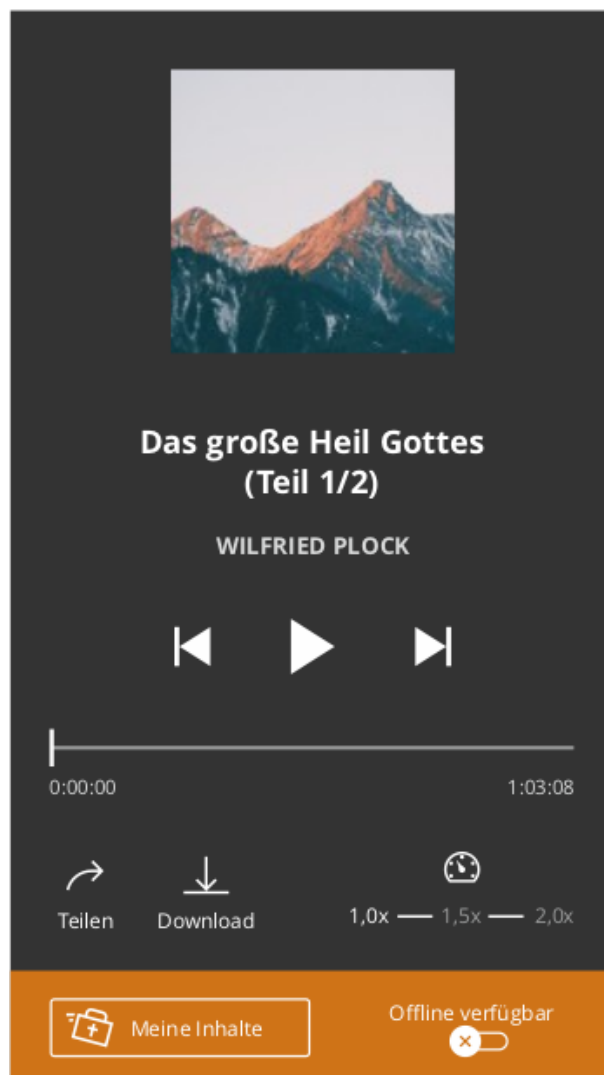 Das große Heil Gottes
(Teil 1/2)
WILFRIED PLOCK
0:00:00
1:03:08
Teilen
Download
1,0x
1,5x
2,0x
Meine Inhalte
Offline verfügbar